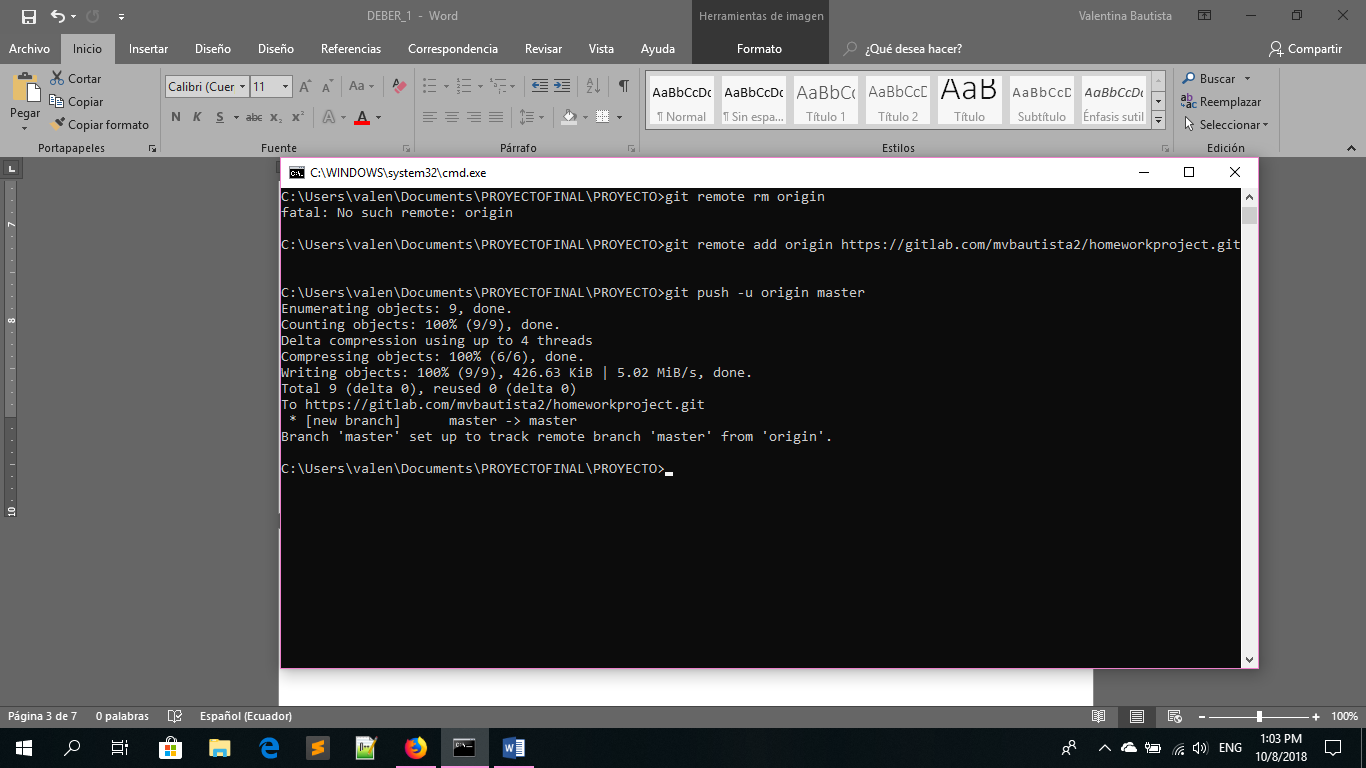 DEBER_1 - Word
Herramientas de imagen
Valentina Bautista
Archivo Inicio Insertar Diseño Diseño Referencias Correspondencia Revisar Vista Ayuda Formato ¿Qué desea hacer? Compartir
Pegar
Cortar
Copiar
Copiar formato
Portapapeles
Calibri (Cuer 11
N K S abc x₂ x² A A
Fuente
Párrafo
AaBbCcDc AaBbCcDc AaBbC( AaBbCcE AaB AaBbCcD AaBbCcD(
¶ Normal ¶ Sin espa... Título 1 Título 2 Título Subtítulo Énfasis sutil
Estilos
Buscar
Reemplazar
Seleccionar
Edición
C:\WINDOWS\system32\cmd.exe
C:\Users\valen\Documents\PROYECTOFINAL\PROYECTO>git remote rm origin
fatal: No such remote: origin
C:\Users\valen\Documents\PROYECTOFINAL\PROYECTO>git remote add origin https://gitlab.com/mvbautista2/homeworkproject.git
C:\Users\valen\Documents\PROYECTOFINAL\PROYECTO>git push -u origin master
Enumerating objects: 9, done.
Counting objects: 100% (9/9), done.
Delta compression using up to 4 threads
Compressing objects: 100% (6/6), done.
Writing objects: 100% (9/9), 426.63 KiB | 5.02 MiB/s, done.
Total 9 (delta 0), reused 0 (delta 0)
To https://gitlab.com/mvbautista2/homeworkproject.git
* [new branch] master -> master
Branch 'master' set up to track remote branch 'master' from 'origin'.
C:\Users\valen\Documents\PROYECTOFINAL\PROYECTO>
7
8
10
Página 3 de 7 0 palabras Español (Ecuador) 100%
ENG
1:03 PM
10/8/2018